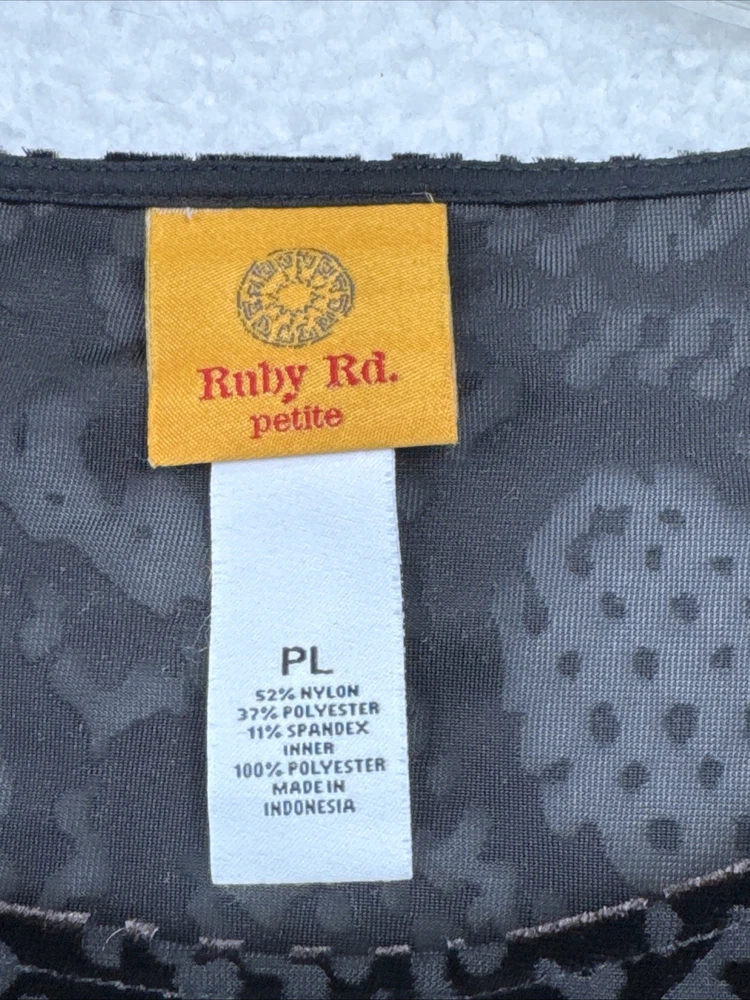 Ruby Rd.
petite
PL
52% NYLON
37% POLYESTER
11% SPANDEX
INNER
100% POLYESTER
MADE IN
INDONESIA